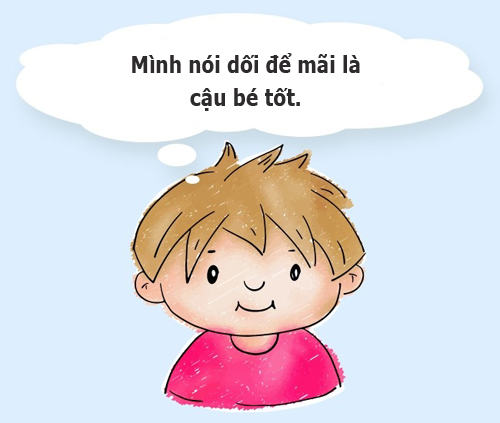 Mình nói dối để mãi là
cậu bé tốt.